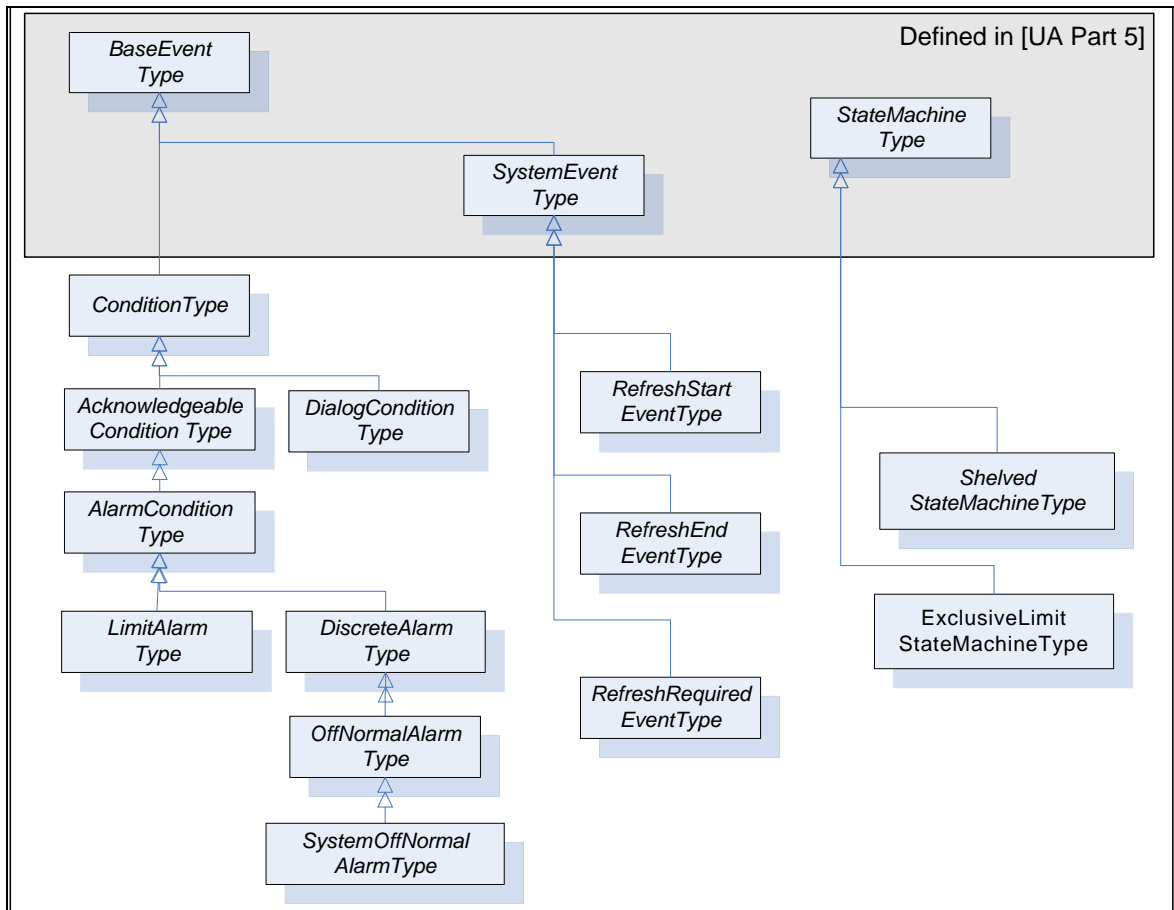 Defined in [UA Part 5]
BaseEvent
Type
StateMachine
Type
SystemEvent
Type
ConditionType
Acknowledgeable
Condition Type
DialogCondition
Type
RefreshStart
EventType
AlarmCondition
Type
Shelved
StateMachineType
RefreshEnd
EventType
LimitAlarm
Type
DiscreteAlarm
Type
ExclusiveLimit
StateMachineType
RefreshRequired
EventType
OffNormalAlarm
Type
SystemOffNormal
AlarmType